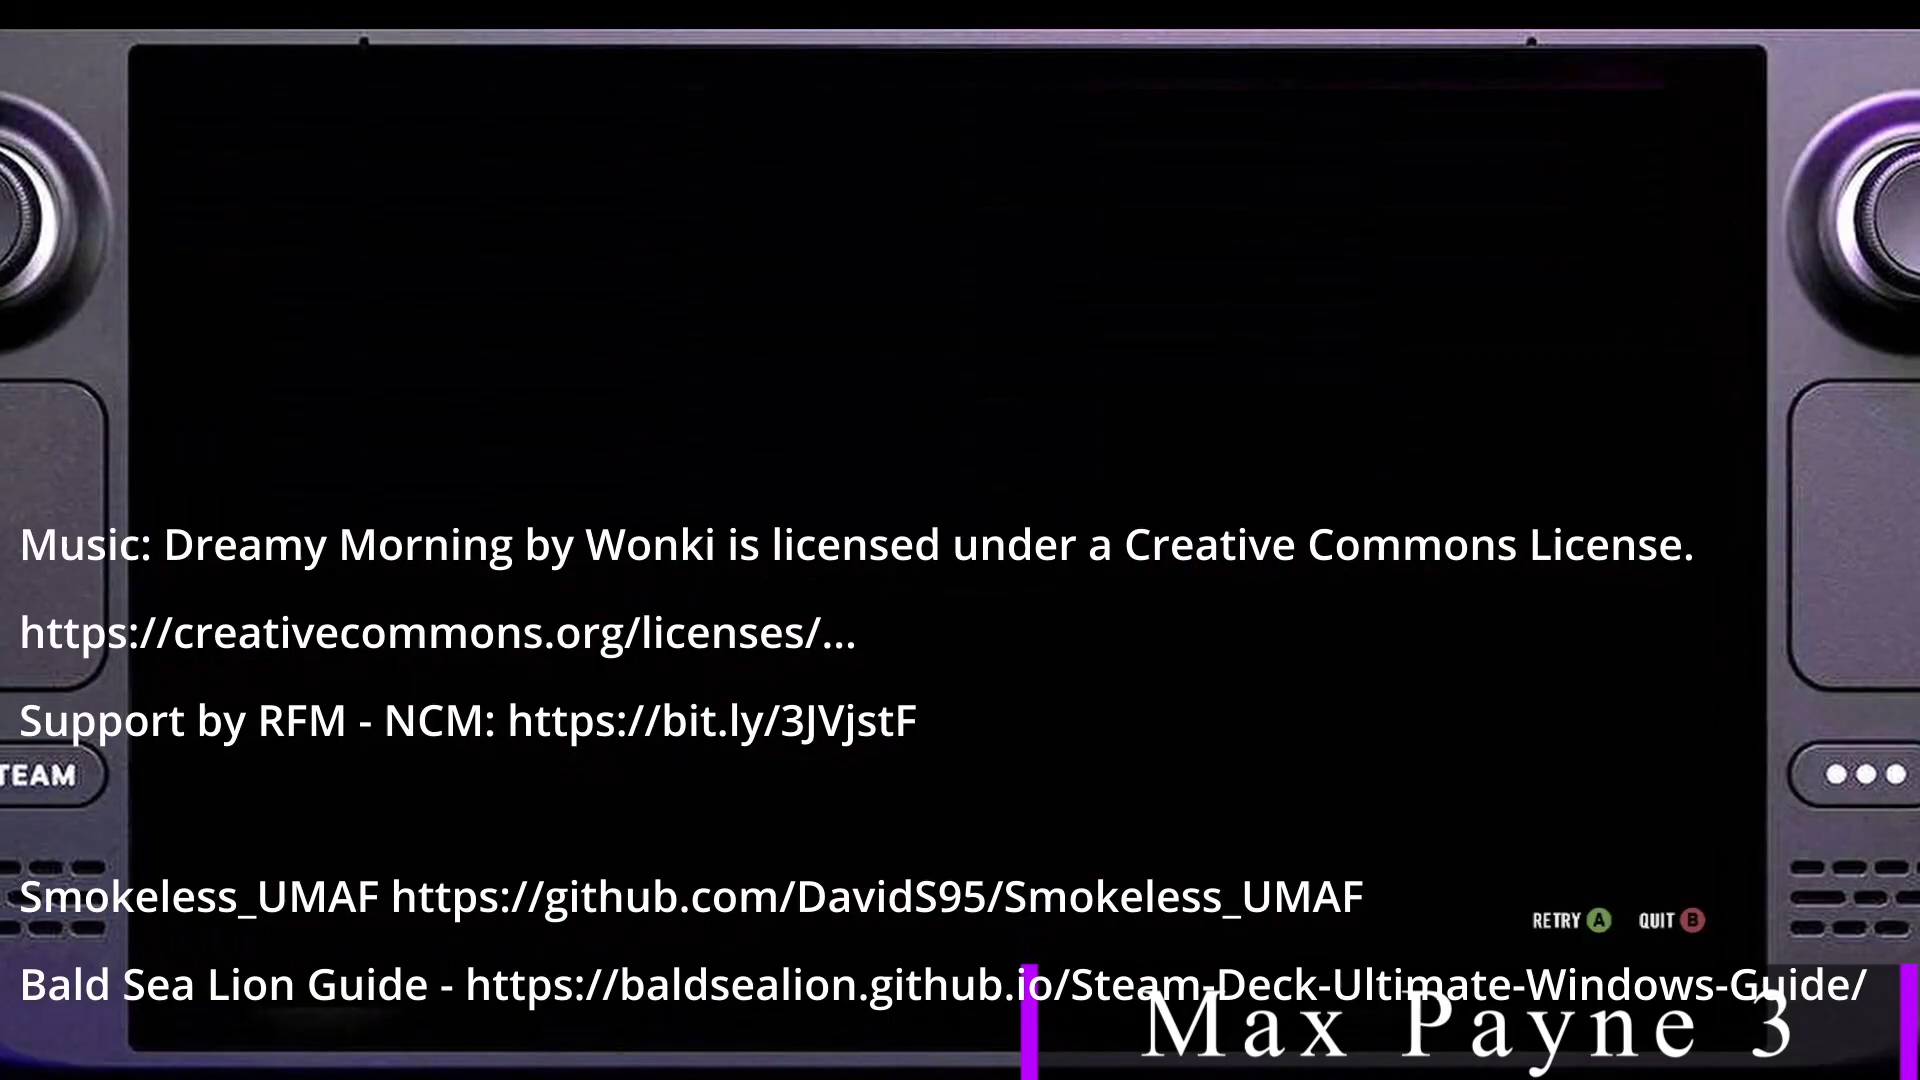 Music: Dreamy Morning by Wonki is licensed under a Creative Commons License.
https://creativecommons.org/licenses/...
Support by RFM - NCM: https://bit.ly/3JVjstF
TEAM
Smokeless_UMAF https://github.com/DavidS95/Smokeless_UMAF
RETRY A QUIT B
Bald Sea Lion Guide - https://baldsealion.github.io/Steam-Deck-Ultimate-Windows-Guide/
Max Payne 3